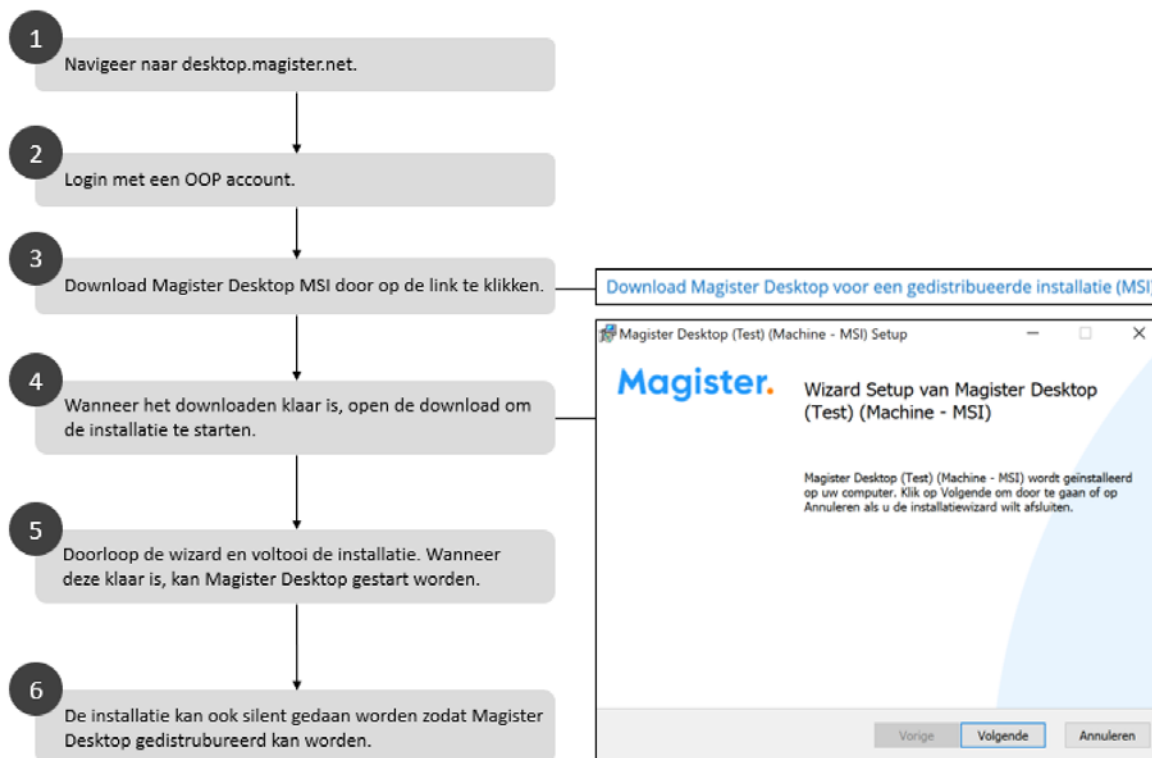 1
Navigeer naar desktop.magister.net.
2
Login met een OOP account.
3
Download Magister Desktop MSI door op de link te klikken.
Download Magister Desktop voor een gedistribueerde installatie (MSI)
4
Wanneer het downloaden klaar is, open de download om
de installatie te starten.
Magister Desktop (Test) (Machine - MSI) Setup
Magister.
Wizard Setup van Magister Desktop
(Test) (Machine - MSI)
Magister Desktop (Test) (Machine - MSI) wordt geïnstalleerd
op uw computer. Klik op Volgende om door te gaan of op
Annuleren als u de installatiewizard wilt afsluiten.
Vorige
Volgende
Annuleren
5
Doorloop de wizard en voltooi de installatie. Wanneer
deze klaar is, kan Magister Desktop gestart worden.
6
De installatie kan ook silent gedaan worden zodat Magister
Desktop gedistrubureerd kan worden.